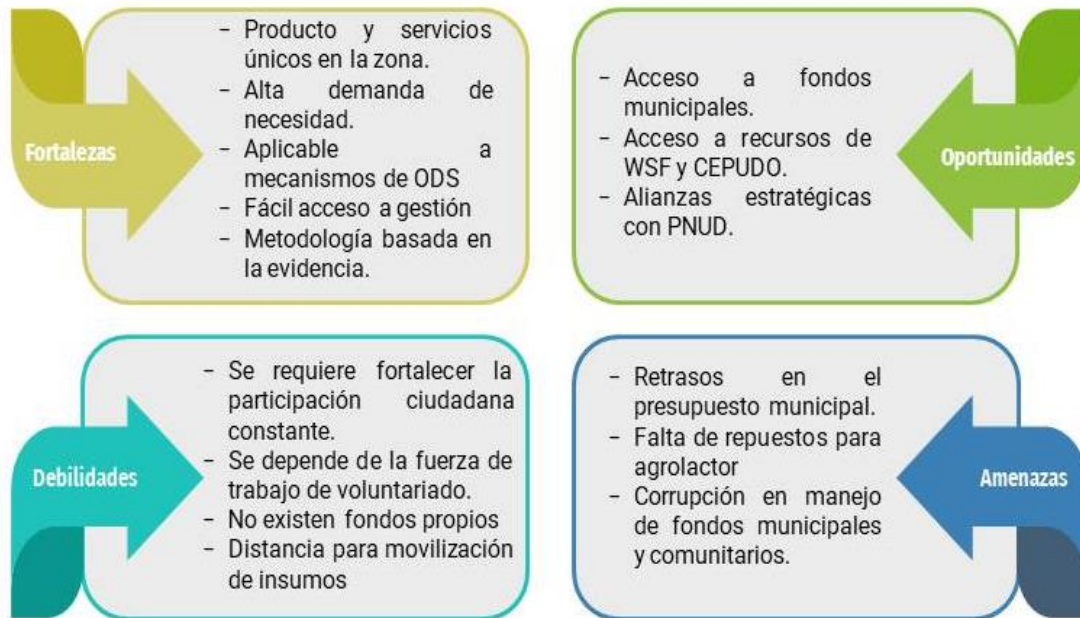 Fortalezas
- Producto y servicios
únicos en la zona.
- Alta demanda de
necesidad.
- Aplicable a
mecanismos de ODS
- Fácil acceso a gestión
- Metodología basada en
la evidencia.
Oportunidades
- Acceso a fondos
municipales.
- Acceso a recursos de
WSF y CEPUDO.
- Alianzas estratégicas
con PNUD.
Debilidades
- Se requiere fortalecer la
participación ciudadana
constante.
- Se depende de la fuerza de
trabajo de voluntariado.
- No existen fondos propios
- Distancia para movilización
de insumos
Amenazas
- Retrasos en el
presupuesto municipal.
- Falta de repuestos para
agrolactor
- Corrupción en manejo
de fondos municipales
y comunitarios.